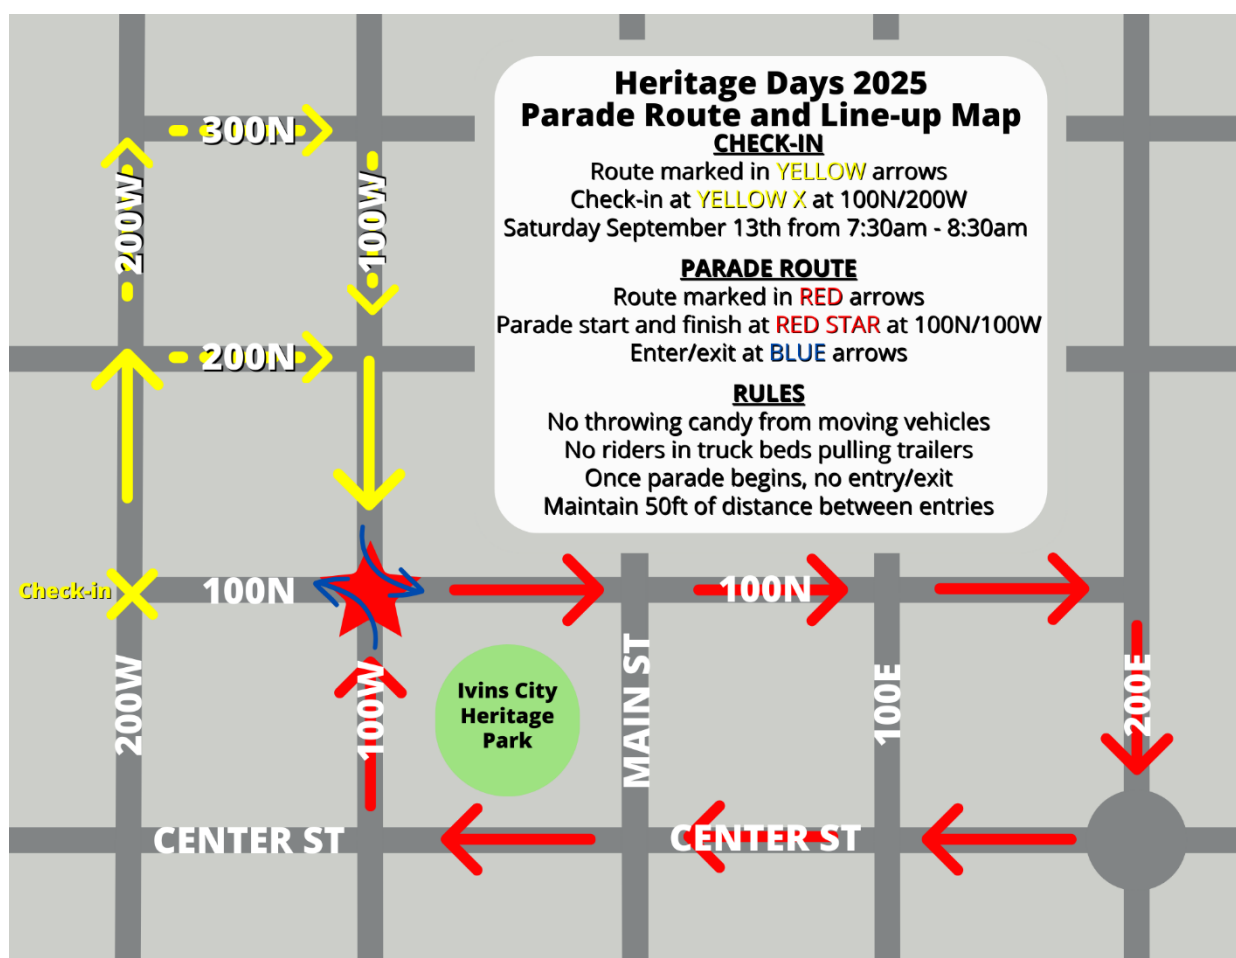 Heritage Days 2025
Parade Route and Line-up Map
CHECK-IN
Route marked in YELLOW arrows
Check-in at YELLOW X at 100N/200W
Saturday September 13th from 7:30am - 8:30am
PARADE ROUTE
Route marked in RED arrows
Parade start and finish at RED STAR at 100N/100W
Enter/exit at BLUE arrows
RULES
No throwing candy from moving vehicles
No riders in truck beds pulling trailers
Once parade begins, no entry/exit
Maintain 50ft of distance between entries
300N
200W
100W
200N
Check-in
100N
100N
200W
100W
Ivins City
Heritage
Park
MAIN ST
100E
200E
CENTER ST
CENTER ST